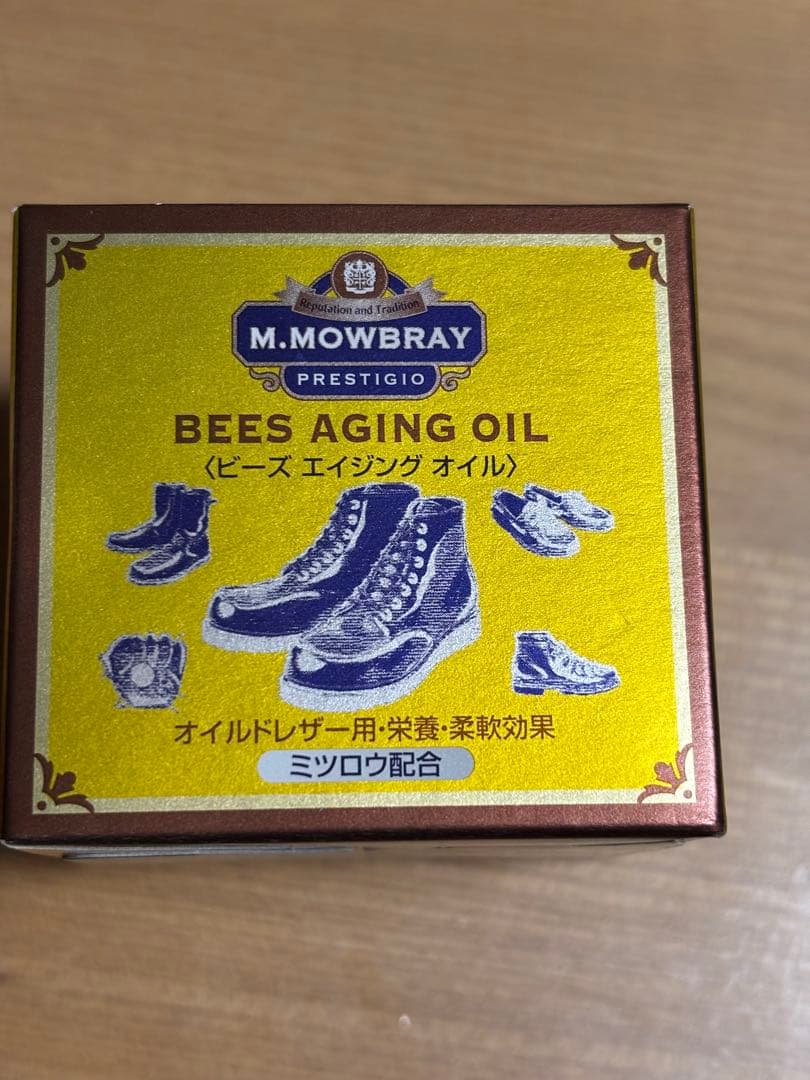 Reputation and Tradition
M.MOWBRAY
PRESTIGIO
BEES AGING OIL
〈ビーズ エイジング オイル〉
オイルドレザー用・栄養・柔軟効果
ミツロウ配合